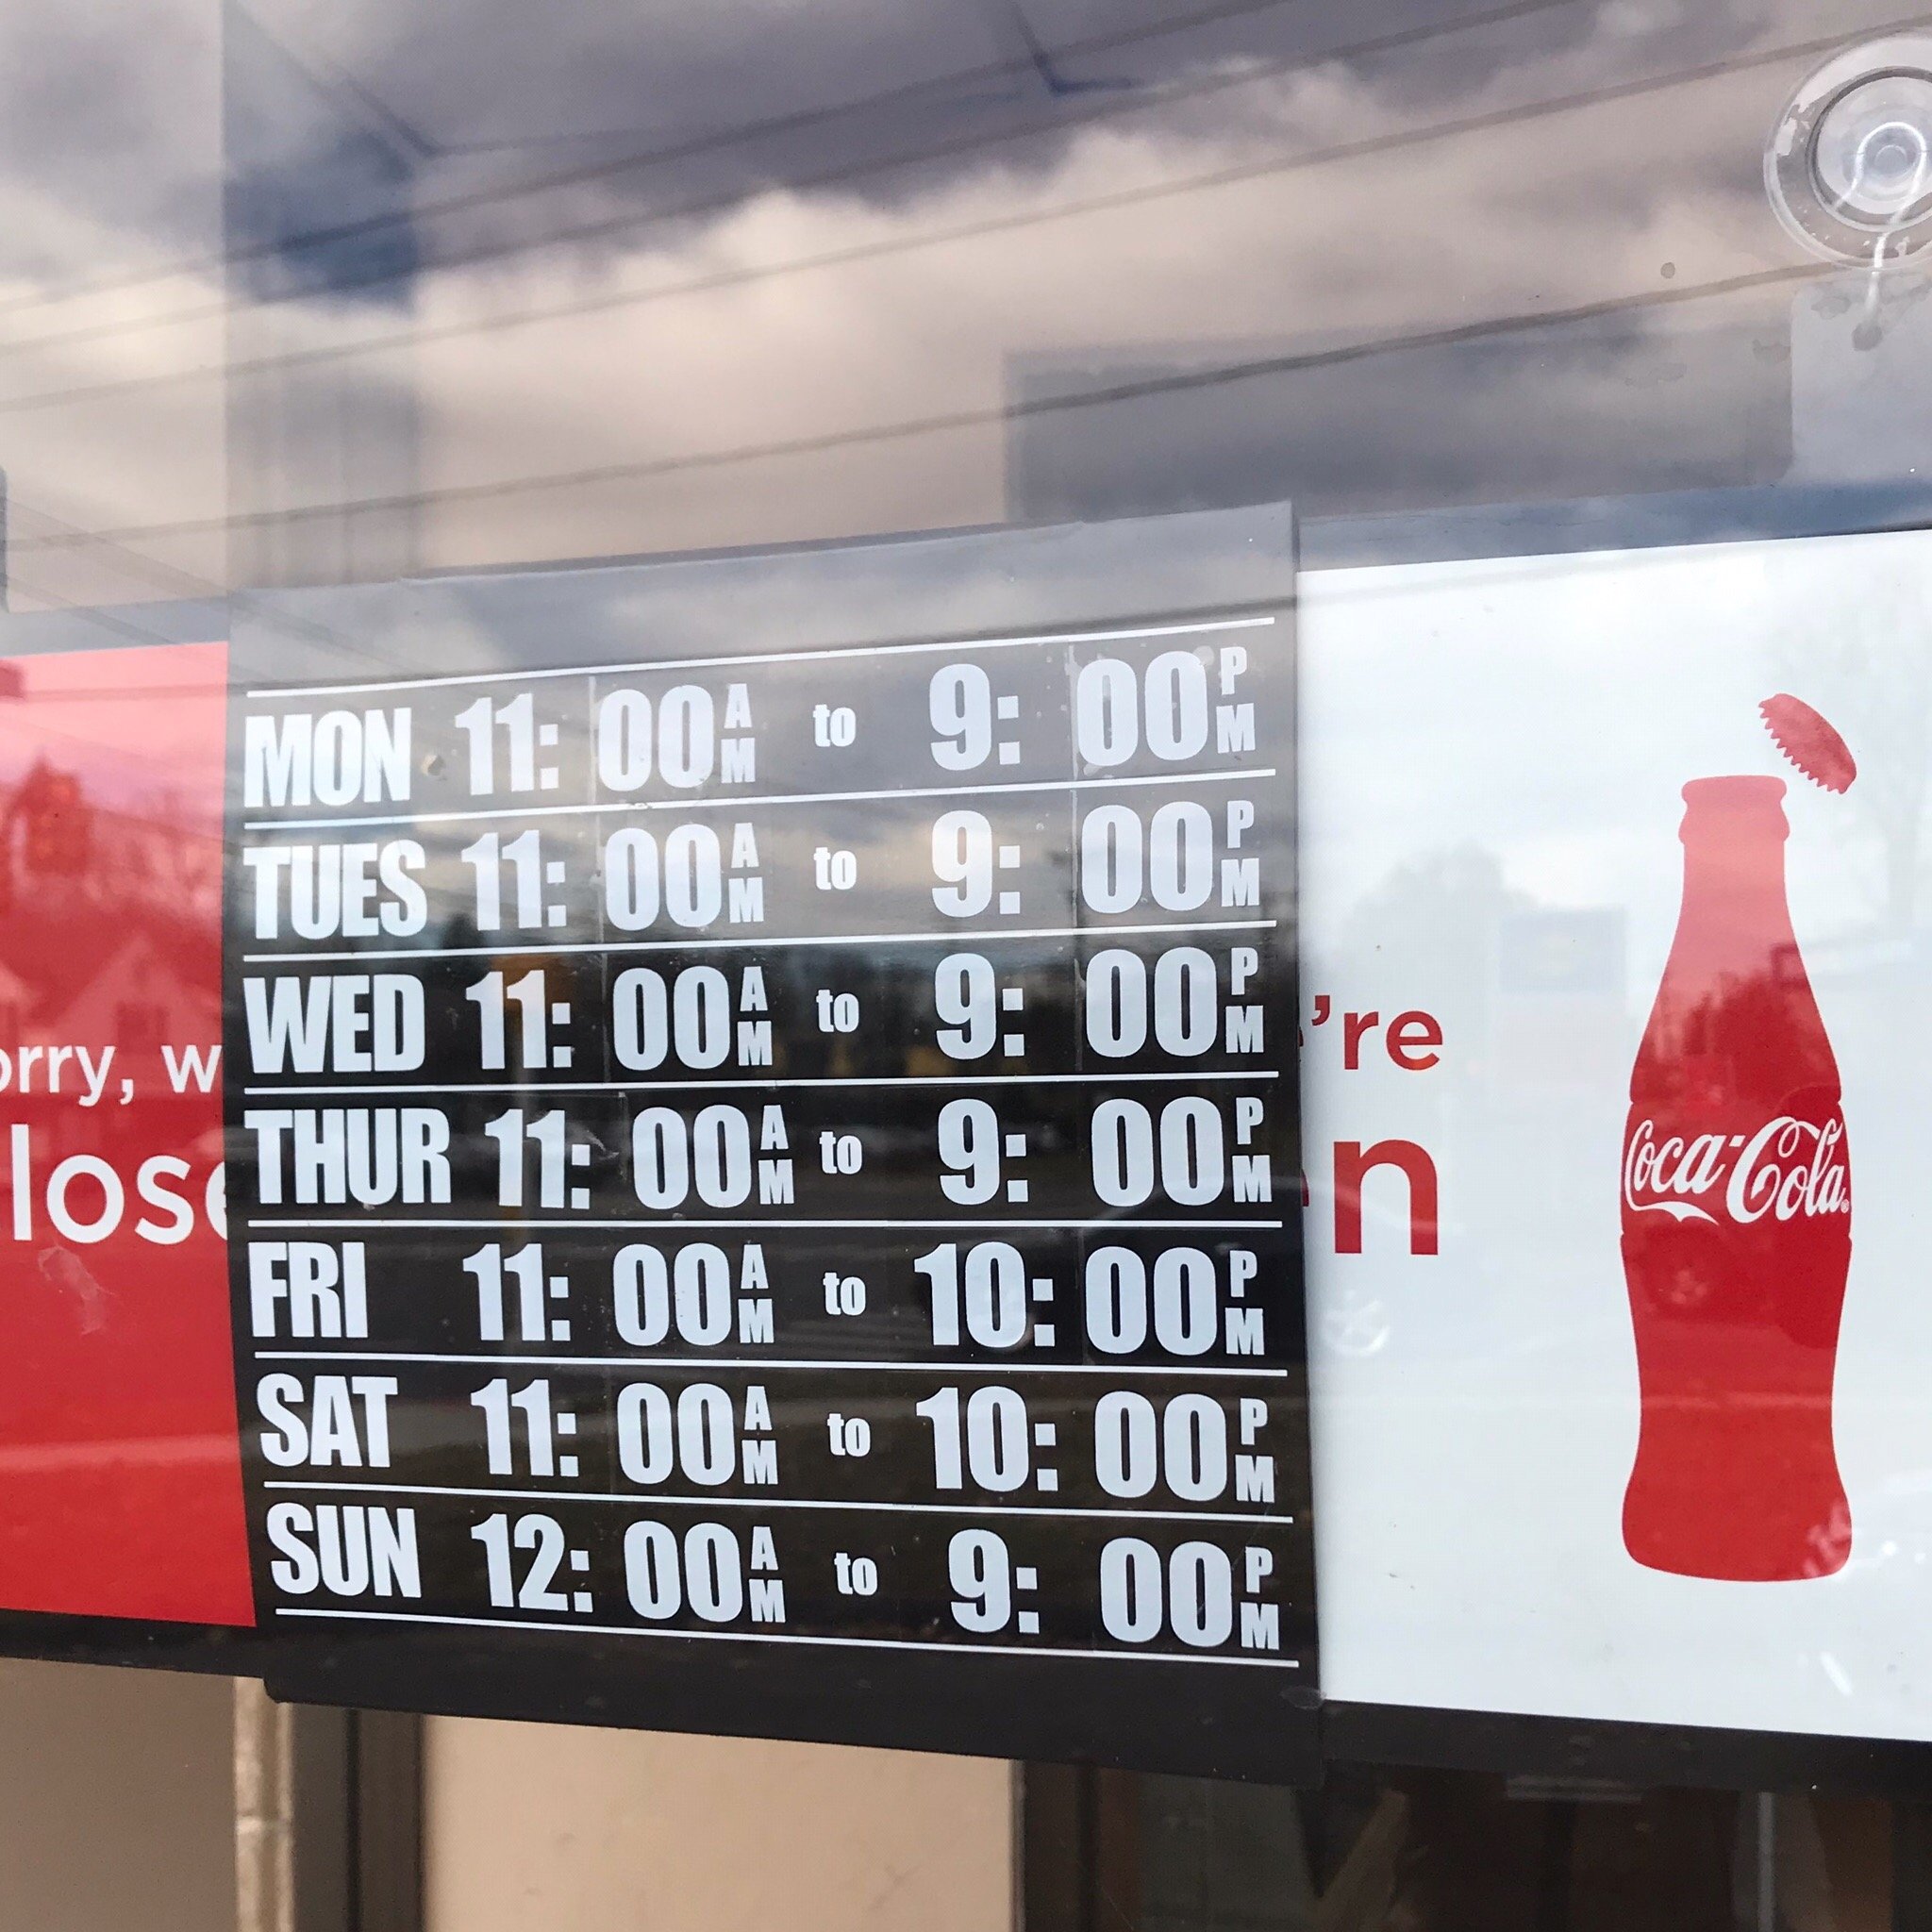 MON 11:00 AM to 9:00 PM
TUES 11:00 AM to 9:00 PM
WED 11:00 AM to 9:00 PM
THUR 11:00 AM to 9:00 PM
FRI 11:00 AM to 10:00 PM
SAT 11:00 AM to 10:00 PM
SUN 12:00 AM to 9:00 PM
orry, w
lose
're
n
Coca-Cola